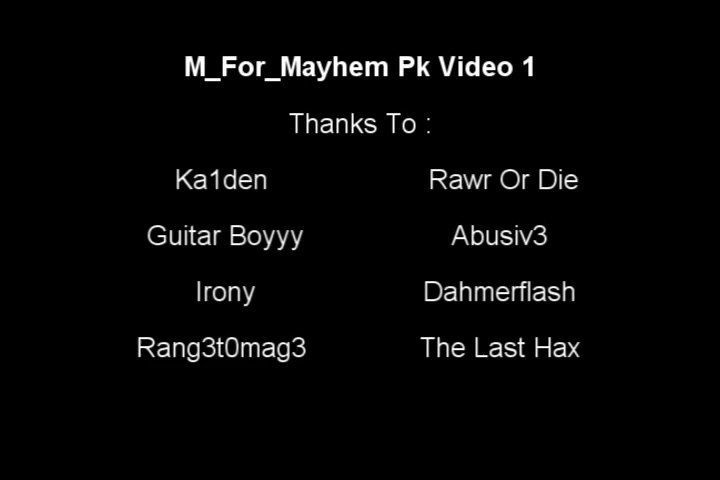 M_For_Mayhem Pk Video 1
Thanks To :
Ka1den Rawr Or Die
Guitar Boyyy Abusiv3
Irony Dahmerflash
Rang3t0mag3 The Last Hax